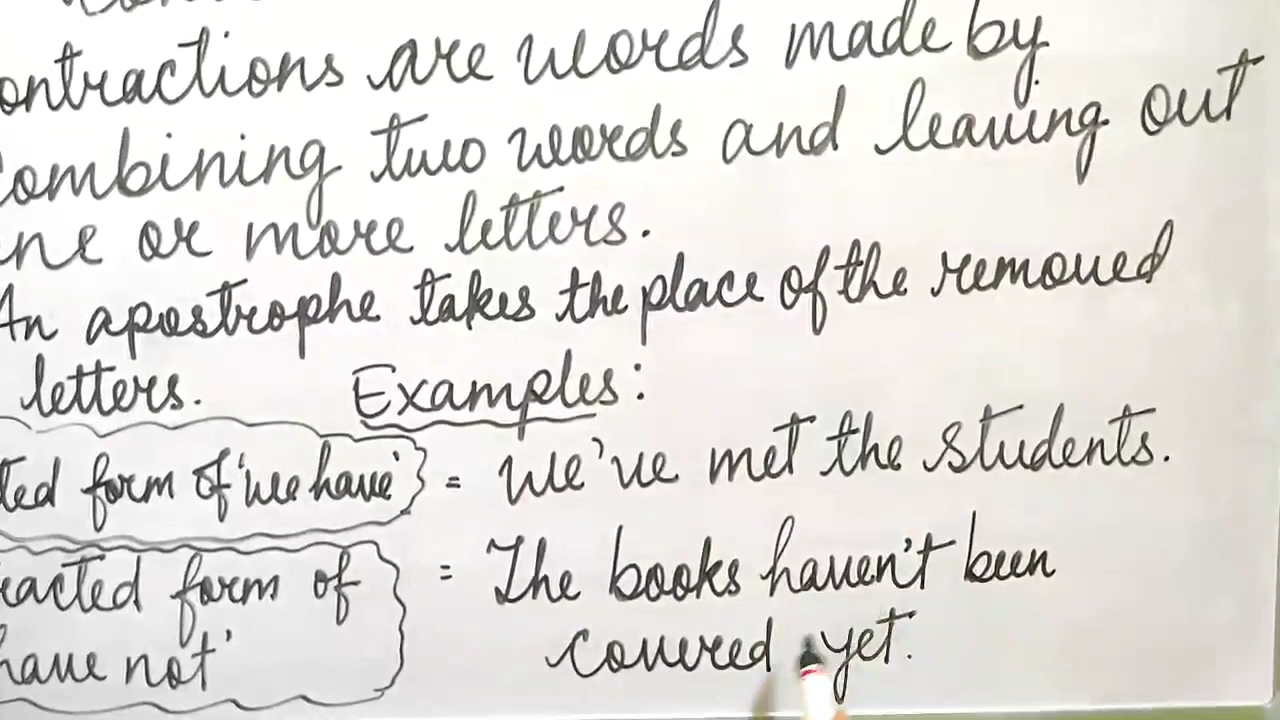 ontractions are words made by
combining two words and leaving out
ne or more letters.
An apostrophe takes the place of the removed
letters. Examples:
ted form of 'we have' = We've met the students.
racted form of = The books haven't been
have not' covered yet.